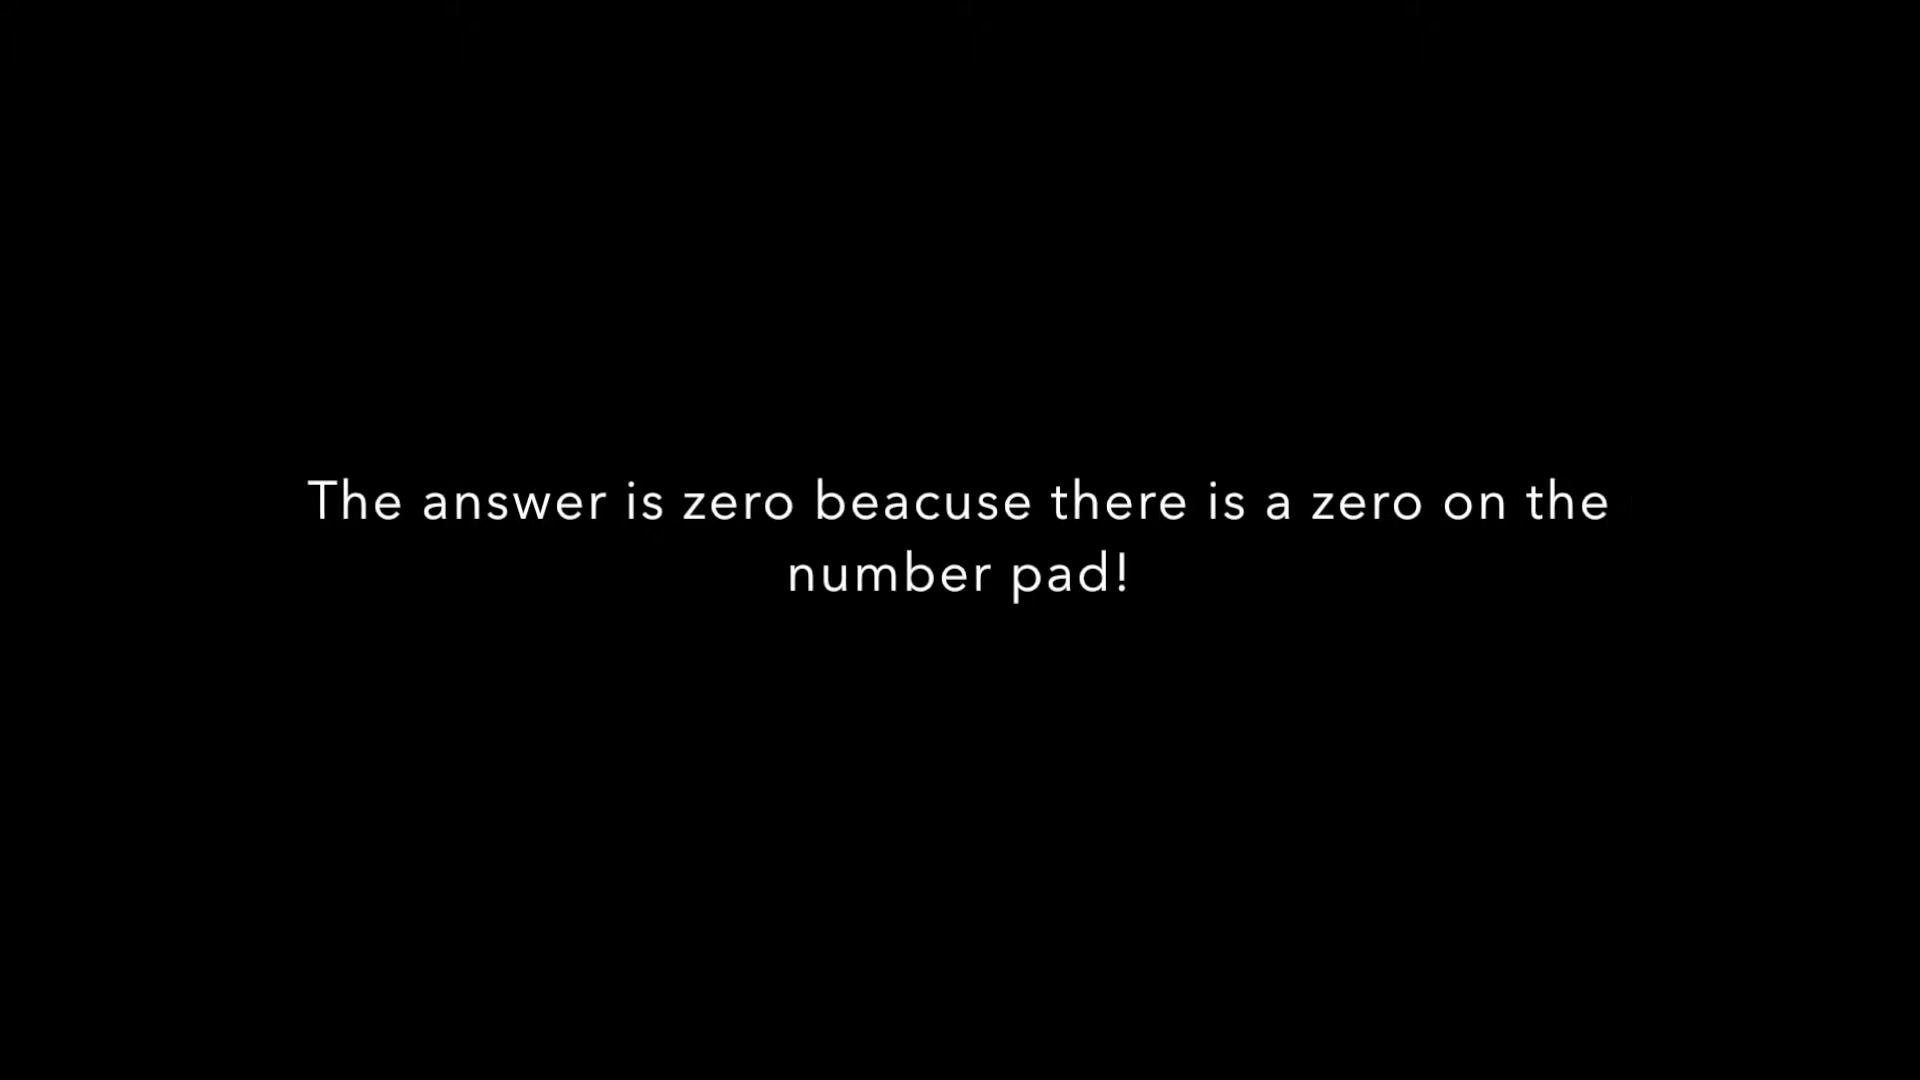 The answer is zero beacuse there is a zero on the
number pad!